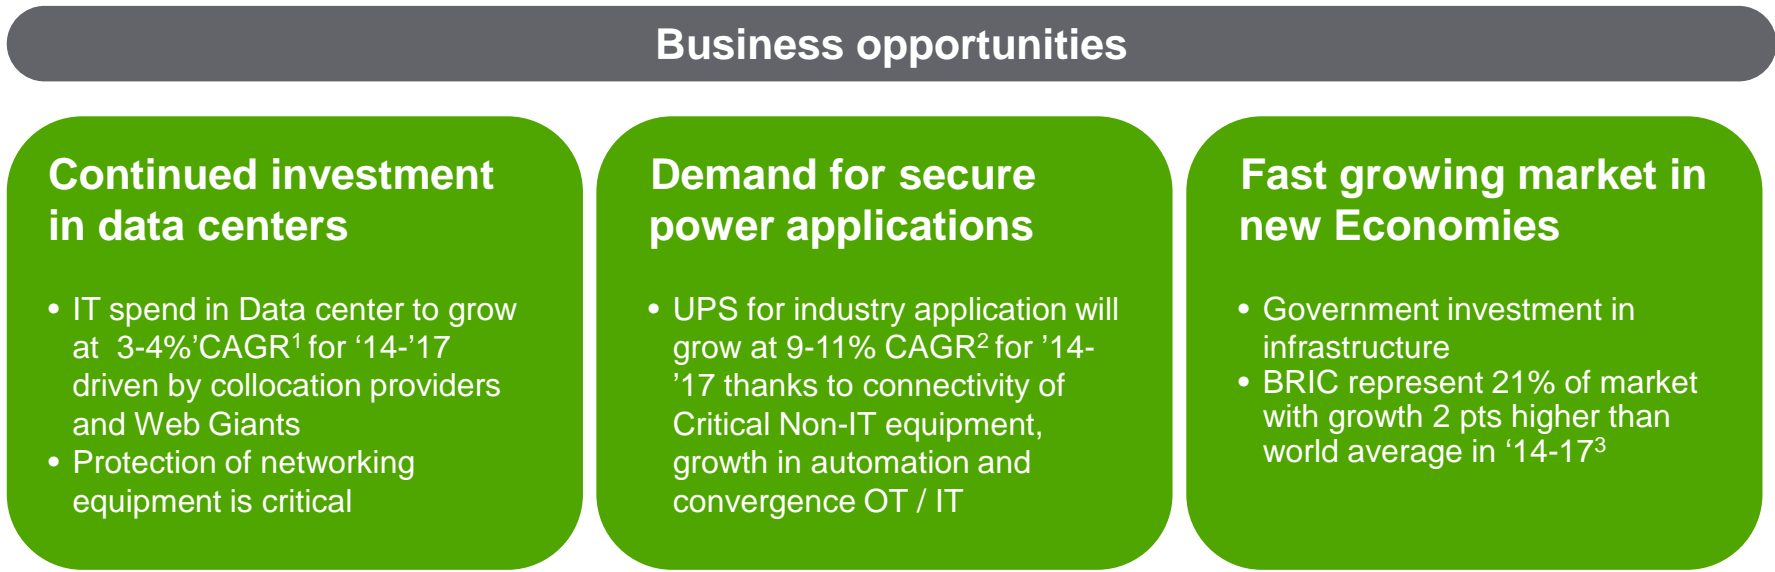 Business opportunities
Continued investment
in data centers
• IT spend in Data center to grow
at  3-4%’CAGR1 for ‘14-’17
driven by collocation providers
and Web Giants
• Protection of networking
equipment is critical
Demand for secure
power applications
• UPS for industry application will
grow at 9-11% CAGR2 for ’14-
’17 thanks to connectivity of
Critical Non-IT equipment,
growth in automation and
convergence OT / IT
Fast growing market in
new Economies
• Government investment in
infrastructure
• BRIC represent 21% of market
with growth 2 pts higher than
world average in ‘14-173